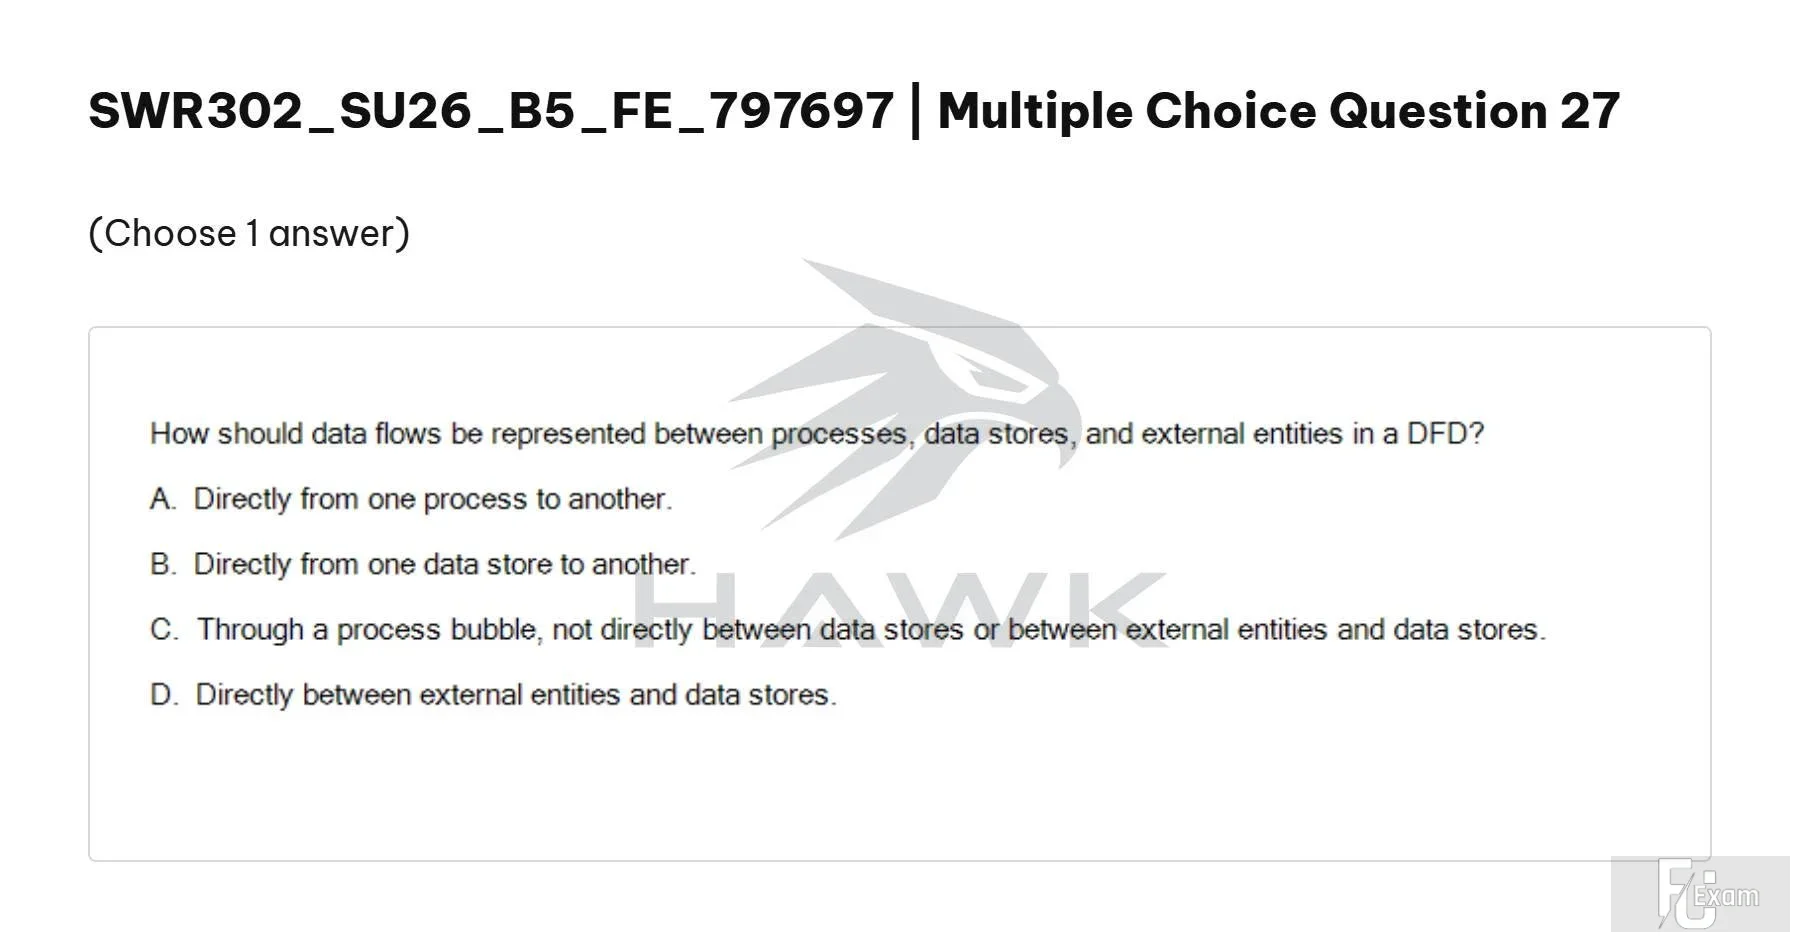 SWR302_SU26_B5_FE_797697 | Multiple Choice Question 27
(Choose 1 answer)
How should data flows be represented between processes, data stores, and external entities in a DFD?
A. Directly from one process to another.
B. Directly from one data store to another.
HAWK
C. Through a process bubble, not directly between data stores or between external entities and data stores.
D. Directly between external entities and data stores.
FU Exam